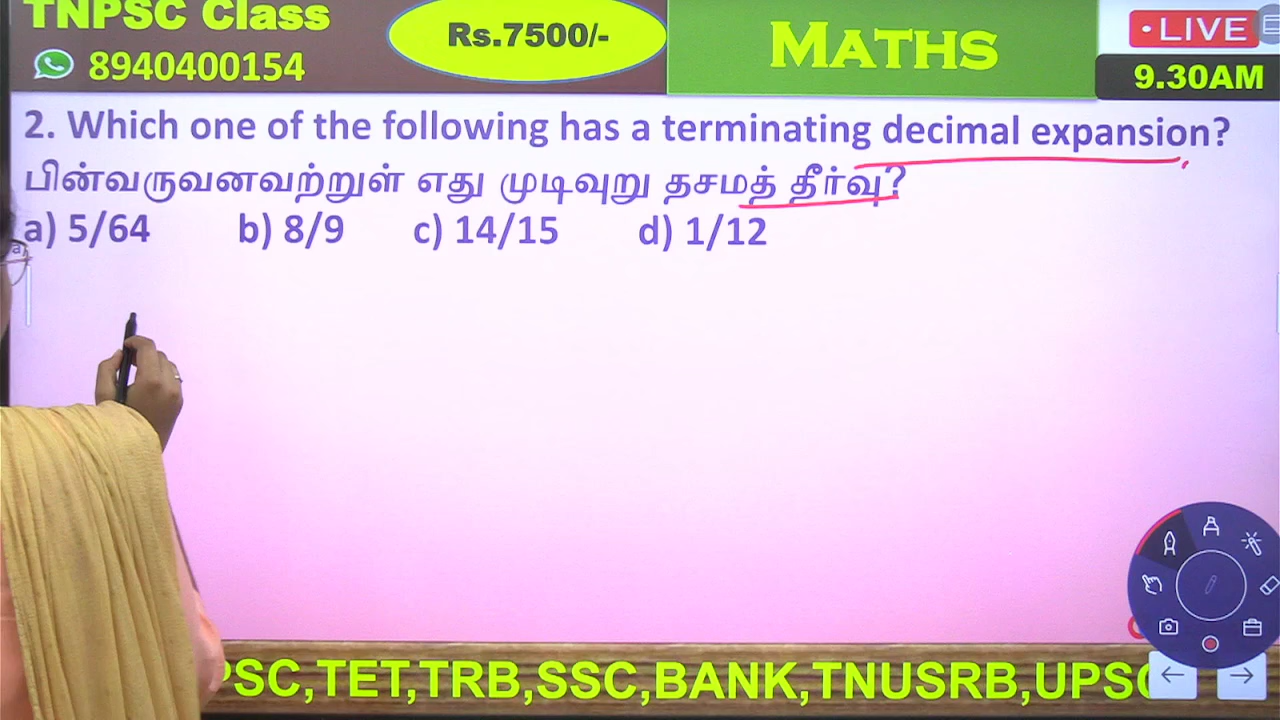 TNPSC Class
8940400154
Rs.7500/-
MATHS
• LIVE
9.30AM
2. Which one of the following has a terminating decimal expansion?
பின்வருவனவற்றுள் எது முடிவுறு தசமத் தீர்வு?
a) 5/64 b) 8/9 c) 14/15 d) 1/12
PSC,TET,TRB,SSC,BANK,TNUSRB,UPSC